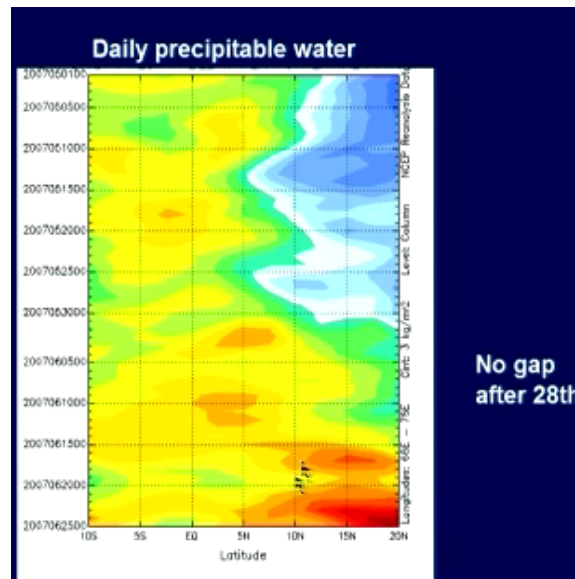 Daily precipitable water
2007050100
2007050500
2007051000
2007051500
2007052000
2007052500
2007053000
2007060500
2007061000
2007061500
2007062000
2007062500
10S 5S EQ 5N 10N 15N 20N
Latitude
Longitudes: 65E - 75E Cint: 3 kg/m^2 Level: Column NCEP Reanalysis Data
No gap
after 28th